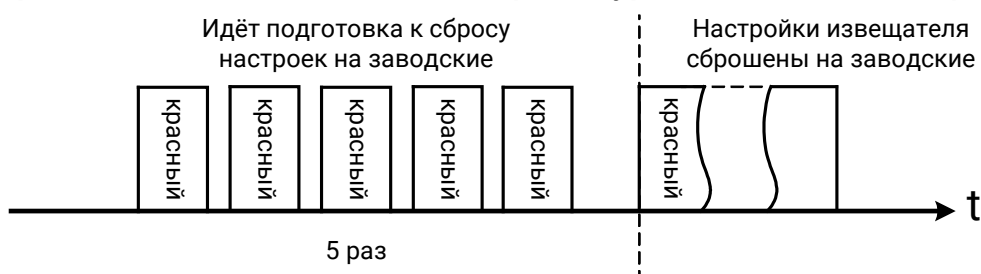 Идёт подготовка к сбросу
настроек на заводские
Настройки извещателя
сброшены на заводские
красный
красный
красный
красный
красный
красный
t
5 раз